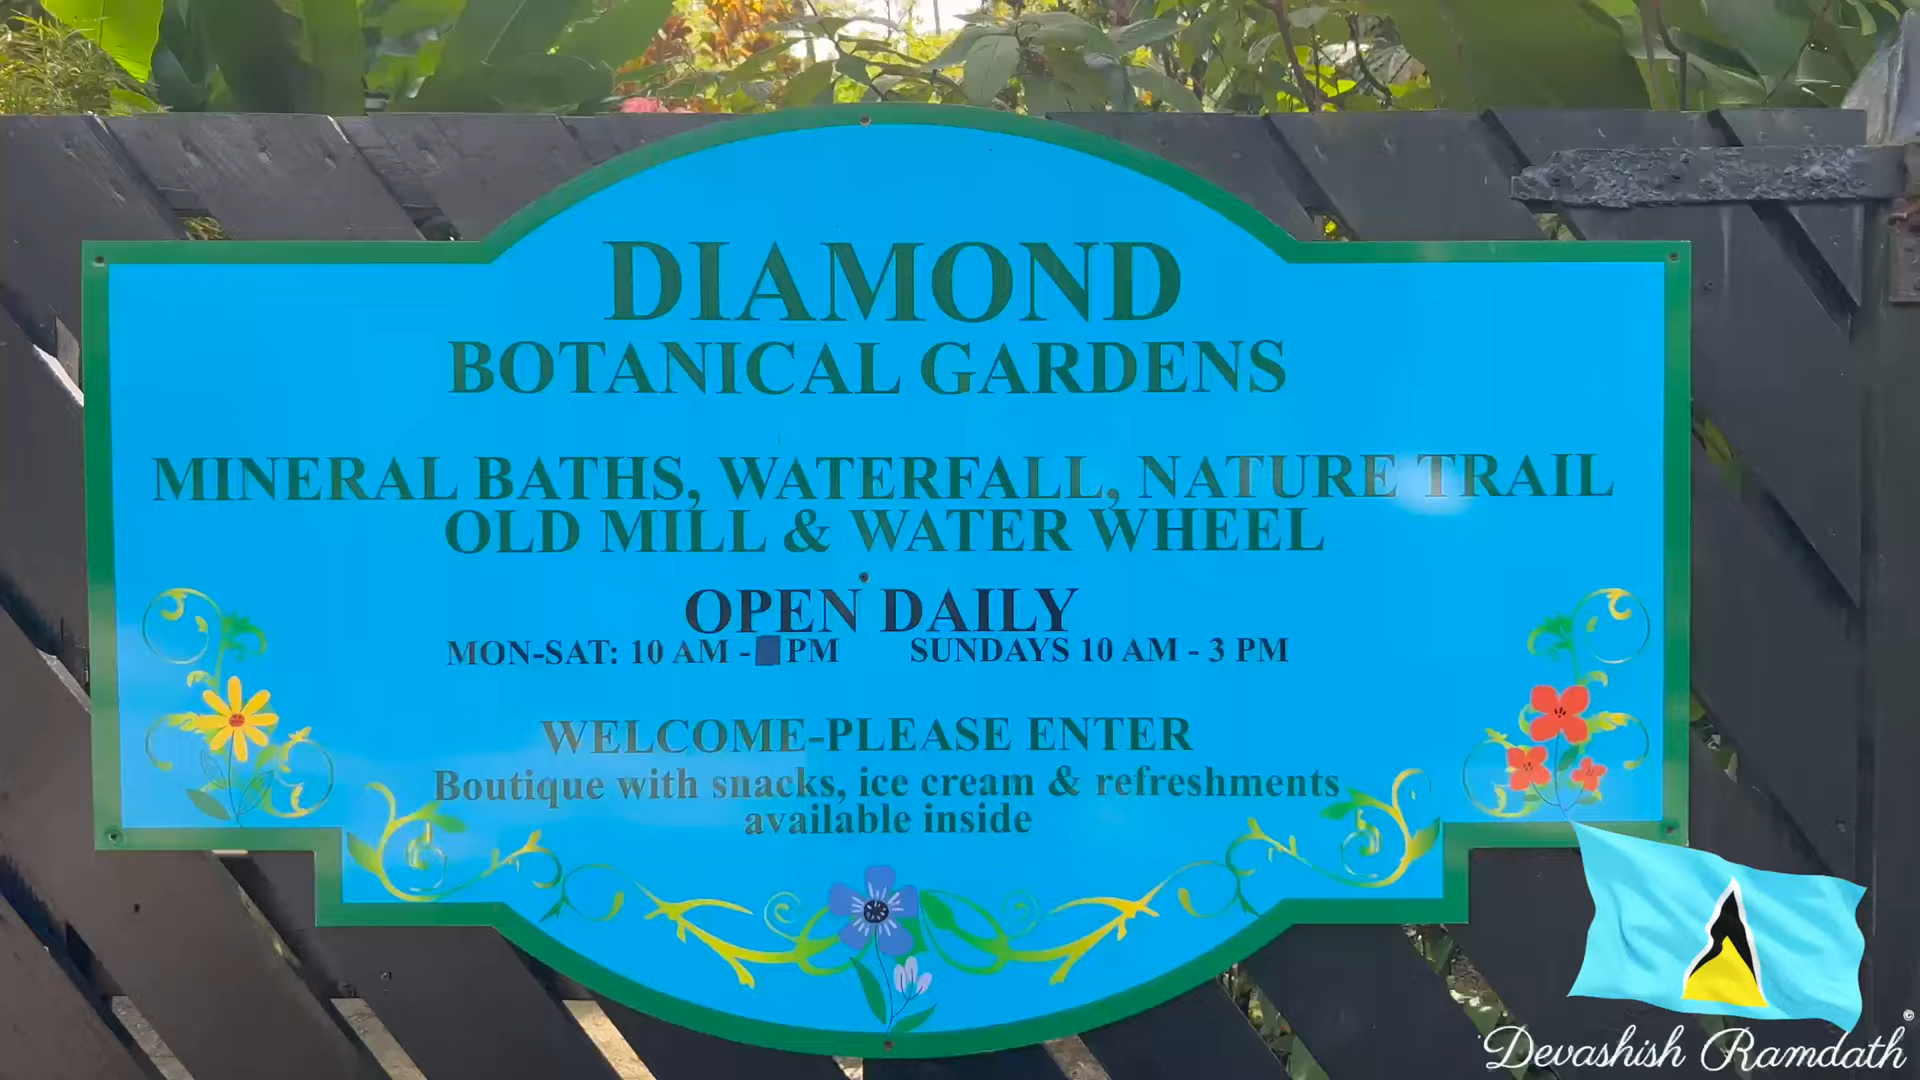 DIAMOND
BOTANICAL GARDENS
MINERAL BATHS, WATERFALL, NATURE TRAIL
OLD MILL & WATER WHEEL
OPEN DAILY
MON-SAT: 10 AM - PM SUNDAYS 10 AM - 3 PM
WELCOME-PLEASE ENTER
Boutique with snacks, ice cream & refreshments
available inside
Devashish Ramdath©